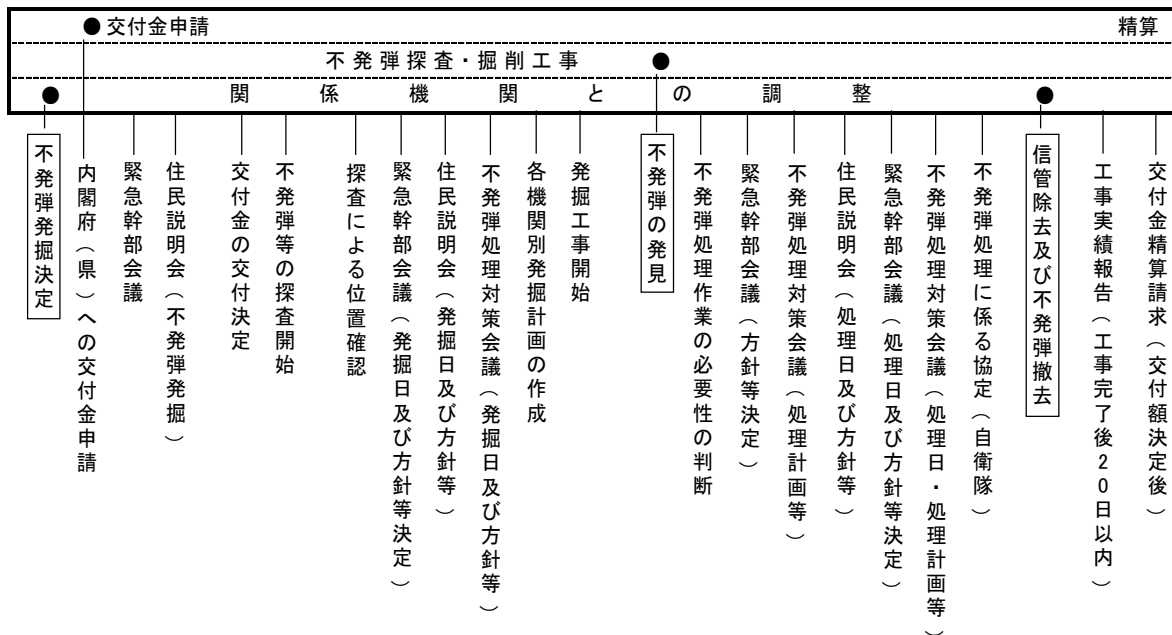 ●交付金申請
精算
不発弾探査・掘削工事
●
●
関係機関との調整
●
不発弾発掘決定
内閣府（県）への交付金申請
緊急幹部会議
住民説明会（不発弾発掘）
交付金の交付決定
不発弾等の探査開始
探査による位置確認
緊急幹部会議（発掘日及び方針等決定）
住民説明会（発掘日及び方針等）
不発弾処理対策会議（発掘日及び方針等）
各機関別発掘計画の作成
発掘工事開始
不発弾の発見
不発弾処理作業の必要性の判断
緊急幹部会議（方針等決定）
不発弾処理対策会議（処理計画等）
住民説明会（処理日及び方針等）
緊急幹部会議（処理日及び方針等決定）
不発弾処理対策会議（処理日・処理計画等）
不発弾処理に係る協定（自衛隊）
信管除去及び不発弾撤去
工事実績報告（工事完了後２０日以内）
交付金精算請求（交付額決定後）